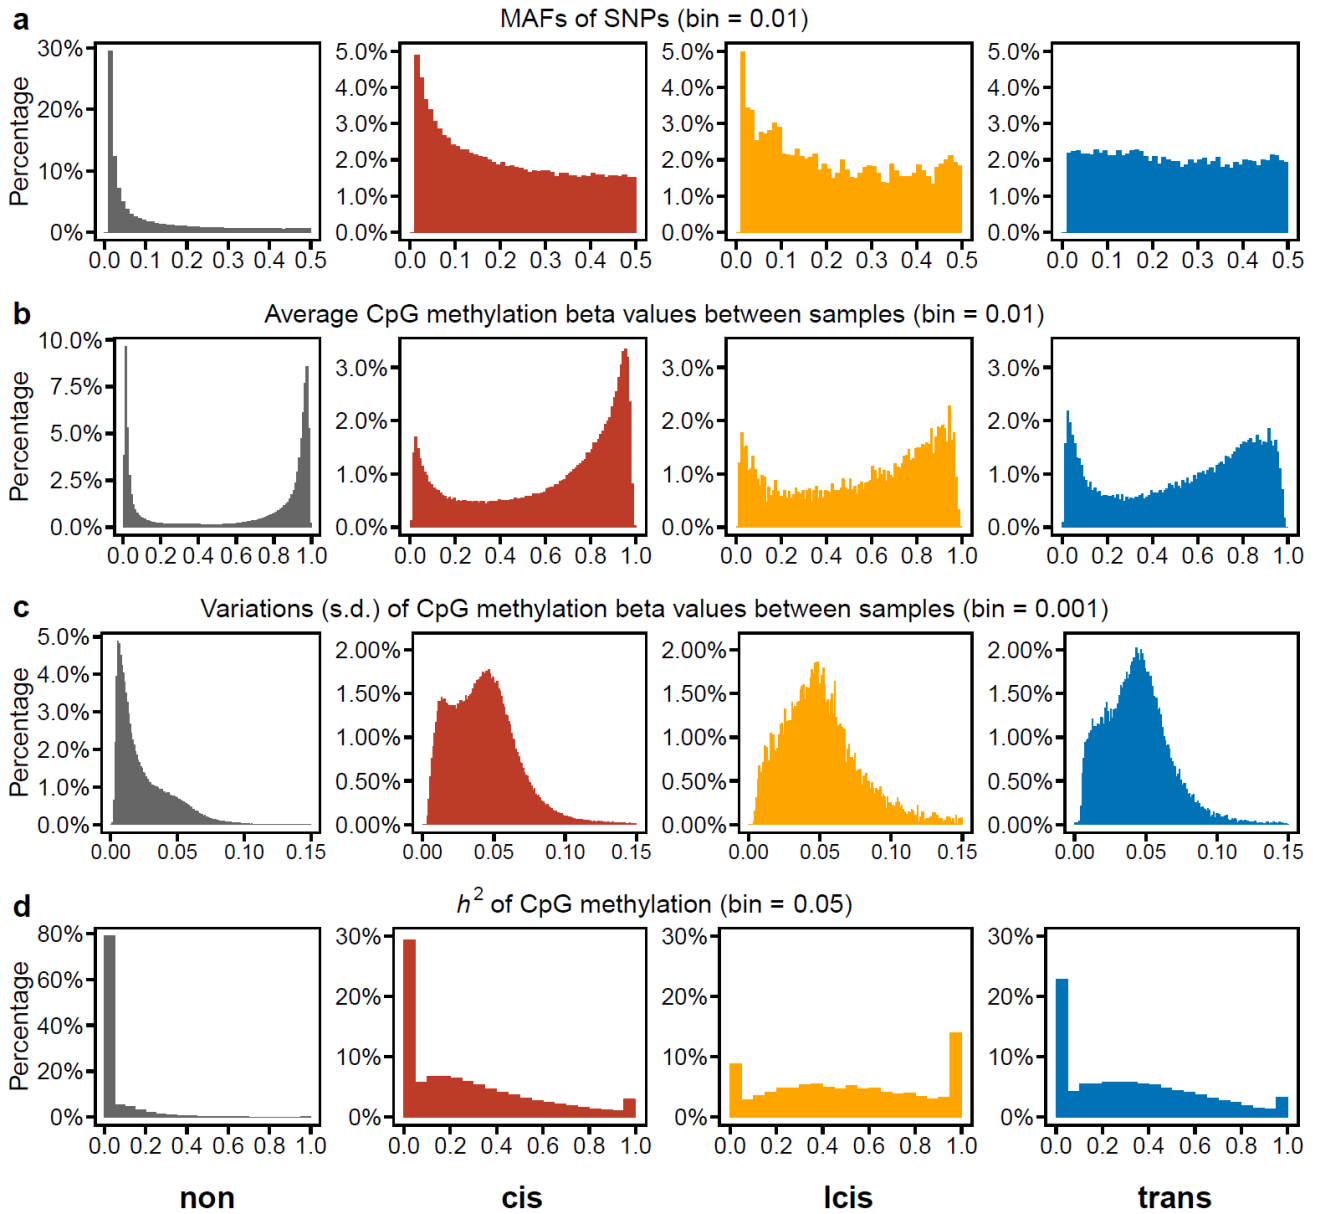 a MAFs of SNPs (bin = 0.01)
Percentage
30% 20% 10% 0%
0.0 0.1 0.2 0.3 0.4 0.5
5.0% 4.0% 3.0% 2.0% 1.0% 0.0%
0.0 0.1 0.2 0.3 0.4 0.5
5.0% 4.0% 3.0% 2.0% 1.0% 0.0%
0.0 0.1 0.2 0.3 0.4 0.5
5.0% 4.0% 3.0% 2.0% 1.0% 0.0%
0.0 0.1 0.2 0.3 0.4 0.5
b Average CpG methylation beta values between samples (bin = 0.01)
Percentage
10.0% 7.5% 5.0% 2.5% 0.0%
0.0 0.2 0.4 0.6 0.8 1.0
3.0% 2.0% 1.0% 0.0%
0.0 0.2 0.4 0.6 0.8 1.0
3.0% 2.0% 1.0% 0.0%
0.0 0.2 0.4 0.6 0.8 1.0
3.0% 2.0% 1.0% 0.0%
0.0 0.2 0.4 0.6 0.8 1.0
c Variations (s.d.) of CpG methylation beta values between samples (bin = 0.001)
Percentage
5.0% 4.0% 3.0% 2.0% 1.0% 0.0%
0.00 0.05 0.10 0.15
2.00% 1.50% 1.00% 0.50% 0.00%
0.00 0.05 0.10 0.15
2.00% 1.50% 1.00% 0.50% 0.00%
0.00 0.05 0.10 0.15
2.00% 1.50% 1.00% 0.50% 0.00%
0.00 0.05 0.10 0.15
d h² of CpG methylation (bin = 0.05)
Percentage
80% 60% 40% 20% 0%
0.0 0.2 0.4 0.6 0.8 1.0
30% 20% 10% 0%
0.0 0.2 0.4 0.6 0.8 1.0
30% 20% 10% 0%
0.0 0.2 0.4 0.6 0.8 1.0
30% 20% 10% 0%
0.0 0.2 0.4 0.6 0.8 1.0
non cis lcis trans